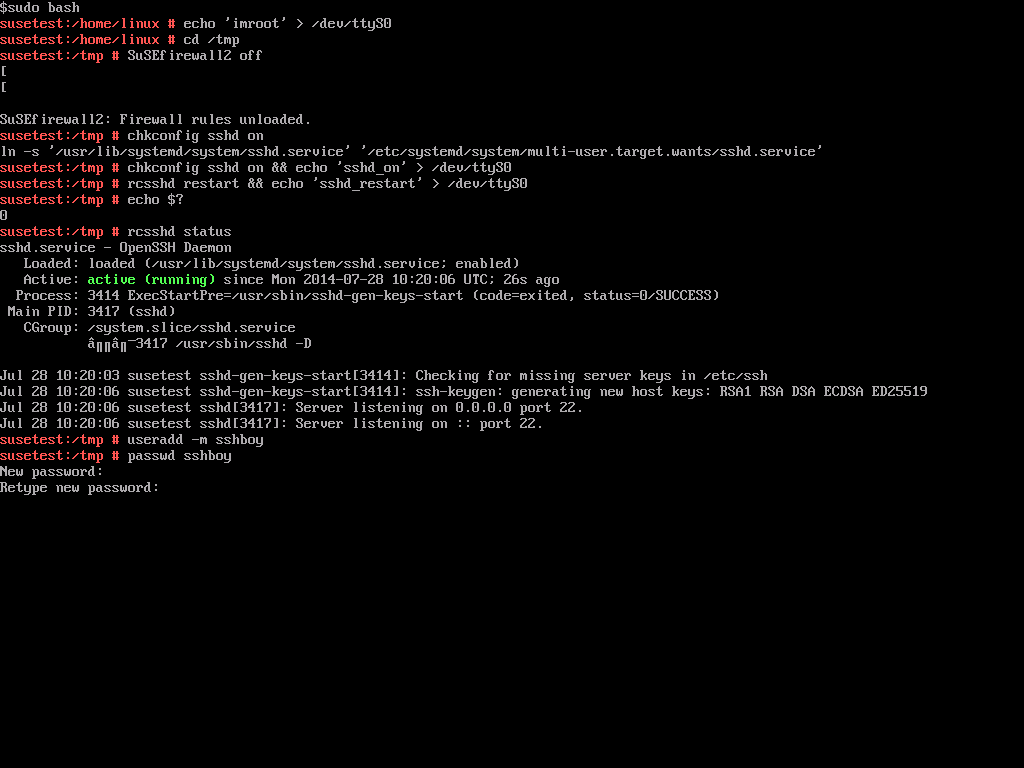 $sudo bash
susetest:/home/linux # echo 'imroot' > /dev/ttyS0
susetest:/home/linux # cd /tmp
susetest:/tmp # SuSEfirewall2 off
[
[
SuSEfirewall2: Firewall rules unloaded.
susetest:/tmp # chkconfig sshd on
ln -s '/usr/lib/systemd/system/sshd.service' '/etc/systemd/system/multi-user.target.wants/sshd.service'
susetest:/tmp # chkconfig sshd on && echo 'sshd_on' > /dev/ttyS0
susetest:/tmp # rcsshd restart && echo 'sshd_restart' > /dev/ttyS0
susetest:/tmp # echo $?
0
susetest:/tmp # rcsshd status
sshd.service - OpenSSH Daemon
   Loaded: loaded (/usr/lib/systemd/system/sshd.service; enabled)
   Active: active (running) since Mon 2014-07-28 10:20:06 UTC; 26s ago
  Process: 3414 ExecStartPre=/usr/sbin/sshd-gen-keys-start (code=exited, status=0/SUCCESS)
 Main PID: 3417 (sshd)
   CGroup: /system.slice/sshd.service
           3417 /usr/sbin/sshd -D
Jul 28 10:20:03 susetest sshd-gen-keys-start[3414]: Checking for missing server keys in /etc/ssh
Jul 28 10:20:06 susetest sshd-gen-keys-start[3414]: ssh-keygen: generating new host keys: RSA1 RSA DSA ECDSA ED25519
Jul 28 10:20:06 susetest sshd[3417]: Server listening on 0.0.0.0 port 22.
Jul 28 10:20:06 susetest sshd[3417]: Server listening on :: port 22.
susetest:/tmp # useradd -m sshboy
susetest:/tmp # passwd sshboy
New password:
Retype new password: